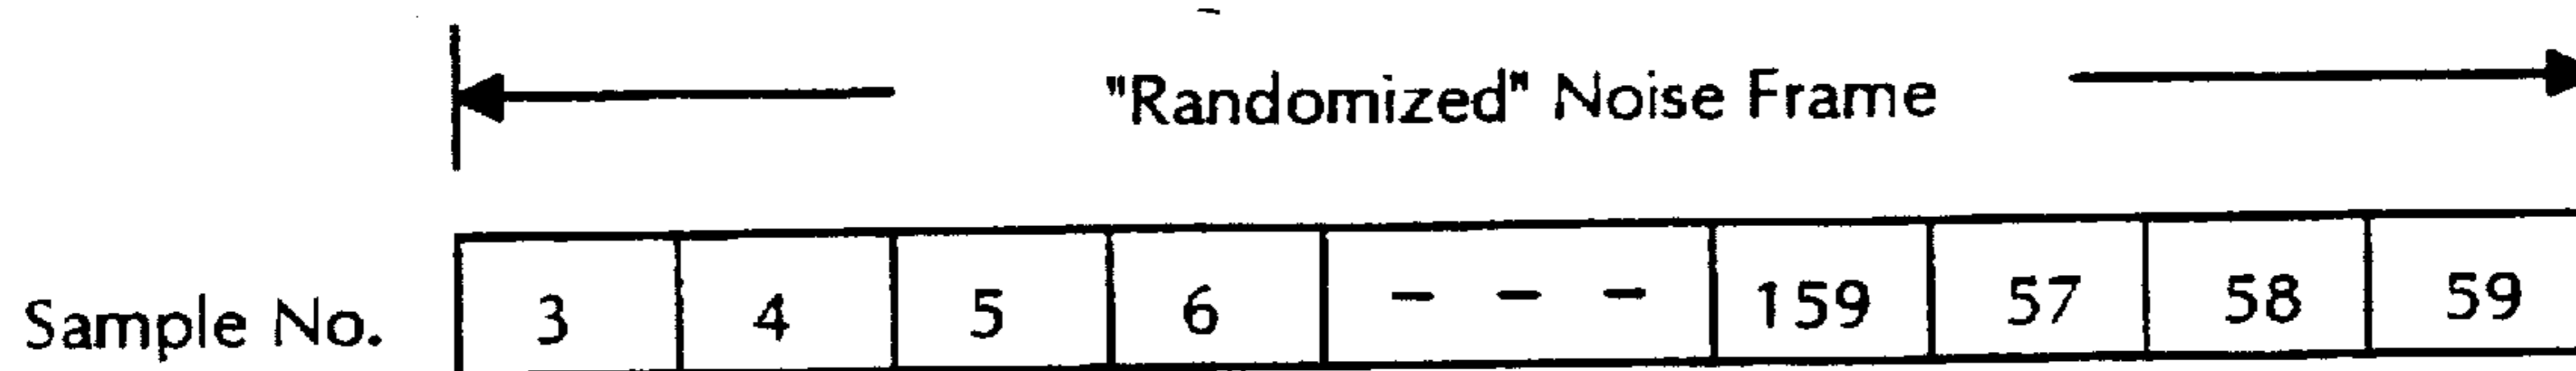 "Randomized" Noise Frame
Sample No. 3 4 5 6 - - - 159 57 58 59